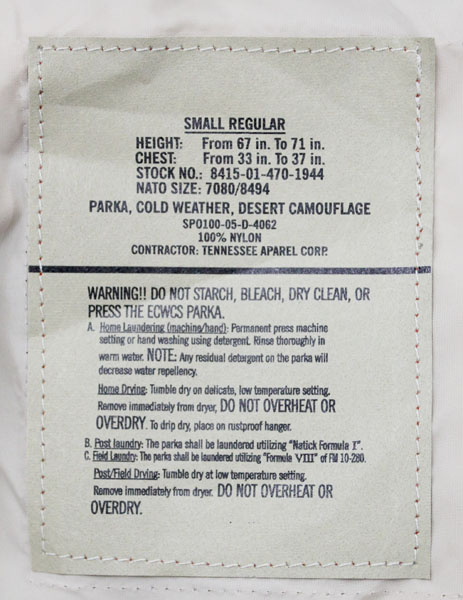 SMALL REGULAR
HEIGHT: From 67 in. To 71 in.
CHEST: From 33 in. To 37 in.
STOCK NO.: 8415-01-470-1944
NATO SIZE: 7080/8494
PARKA, COLD WEATHER, DESERT CAMOUFLAGE
SPO100-05-D-4062
100% NYLON
CONTRACTOR: TENNESSEE APAREL CORP.
WARNING!! DO NOT STARCH, BLEACH, DRY CLEAN, OR
PRESS THE ECWCS PARKA.
A. Home Laundering (machine/hand): Permanent press machine
setting or hand washing using detergent. Rinse thoroughly in
warm water. NOTE: Any residual detergent on the parka will
decrease water repellency.
Home Drying: Tumble dry on delicate, low temperature setting.
Remove immediately from dryer, DO NOT OVERHEAT OR
OVERDRY. To drip dry, place on rustproof hanger.
B. Post laundry: The parka shall be laundered utilizing "Natick Formula I".
C. Field Laundry: The parka shall be laundered utilizing "Formula VIII" of FM 10-280.
Post/Field Drying: Tumble dry at low temperature setting.
Remove immediately from dryer. DO NOT OVERHEAT OR
OVERDRY.